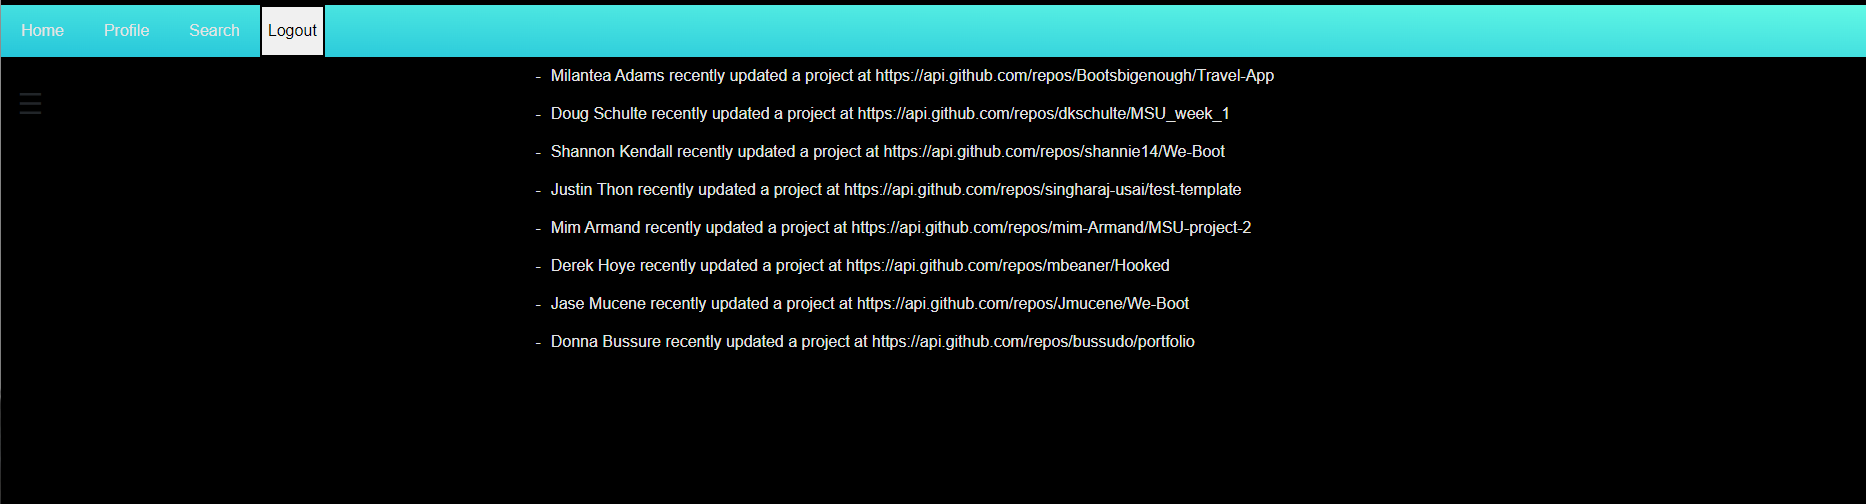 Home Profile Search Logout
- Milantea Adams recently updated a project at https://api.github.com/repos/Bootsbigenough/Travel-App
- Doug Schulte recently updated a project at https://api.github.com/repos/dkschulte/MSU_week_1
- Shannon Kendall recently updated a project at https://api.github.com/repos/shannie14/We-Boot
- Justin Thon recently updated a project at https://api.github.com/repos/singharaj-usai/test-template
- Mim Armand recently updated a project at https://api.github.com/repos/mim-Armand/MSU-project-2
- Derek Hoye recently updated a project at https://api.github.com/repos/mbeaner/Hooked
- Jase Mucene recently updated a project at https://api.github.com/repos/Jmucene/We-Boot
- Donna Bussure recently updated a project at https://api.github.com/repos/bussudo/portfolio